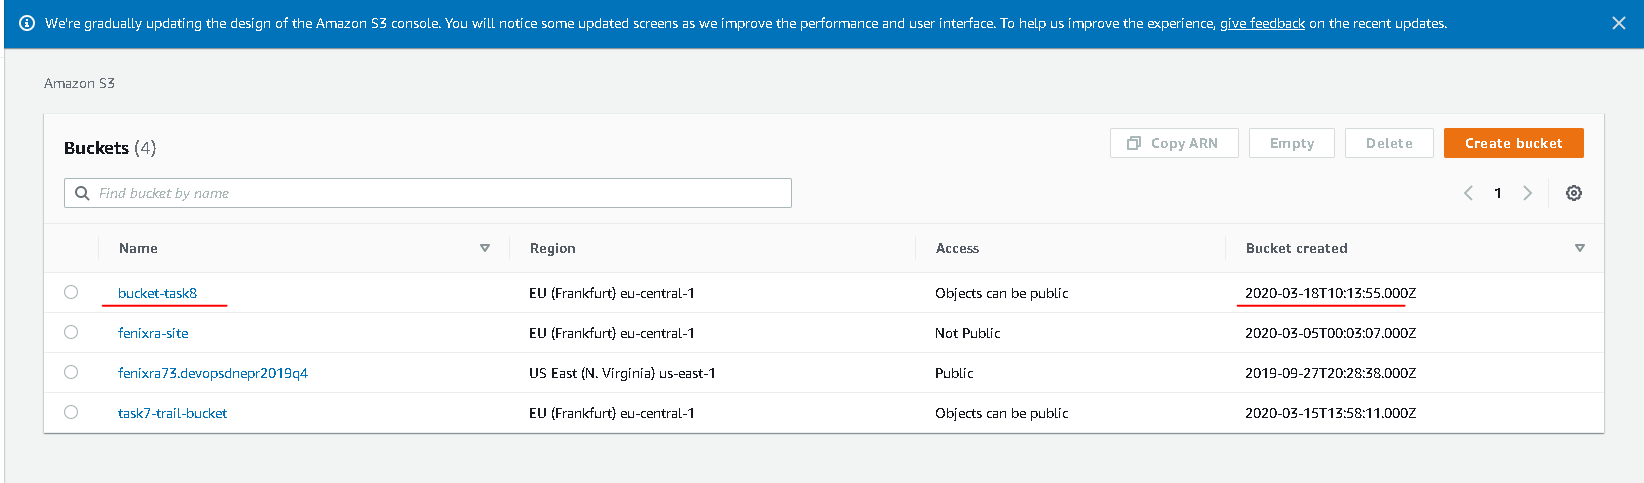 We're gradually updating the design of the Amazon S3 console. You will notice some updated screens as we improve the performance and user interface. To help us improve the experience, give feedback on the recent updates.
Amazon S3
Buckets (4) Copy ARN Empty Delete Create bucket
Find bucket by name 1
Name Region Access Bucket created
bucket-task8 EU (Frankfurt) eu-central-1 Objects can be public 2020-03-18T10:13:55.000Z
fenixra-site EU (Frankfurt) eu-central-1 Not Public 2020-03-05T00:03:07.000Z
fenixra73.devopsdnepr2019q4 US East (N. Virginia) us-east-1 Public 2019-09-27T20:28:38.000Z
task7-trail-bucket EU (Frankfurt) eu-central-1 Objects can be public 2020-03-15T13:58:11.000Z